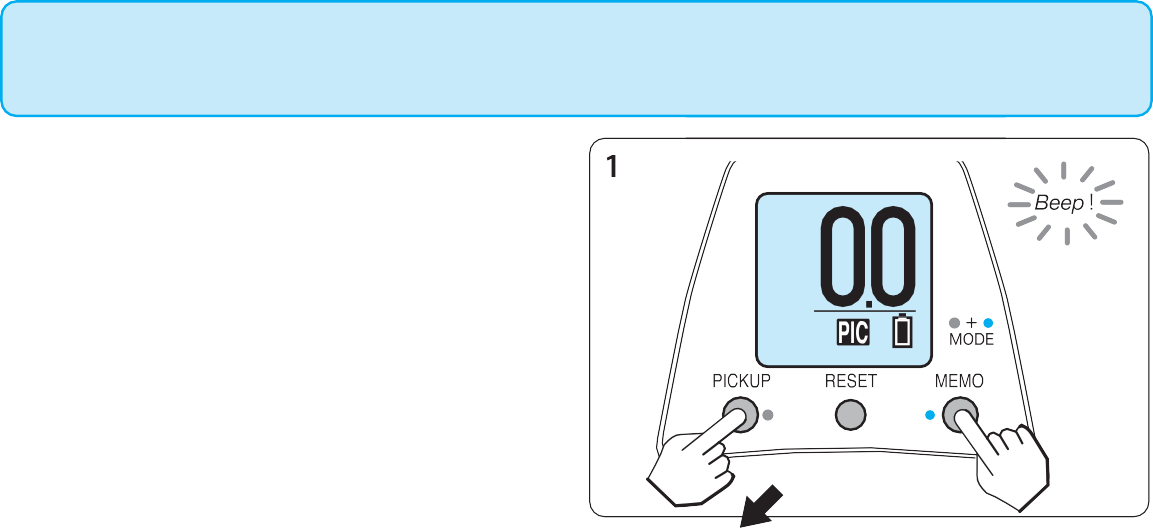 1
Beep !
0.0
PIC
+
MODE
PICKUP RESET MEMO